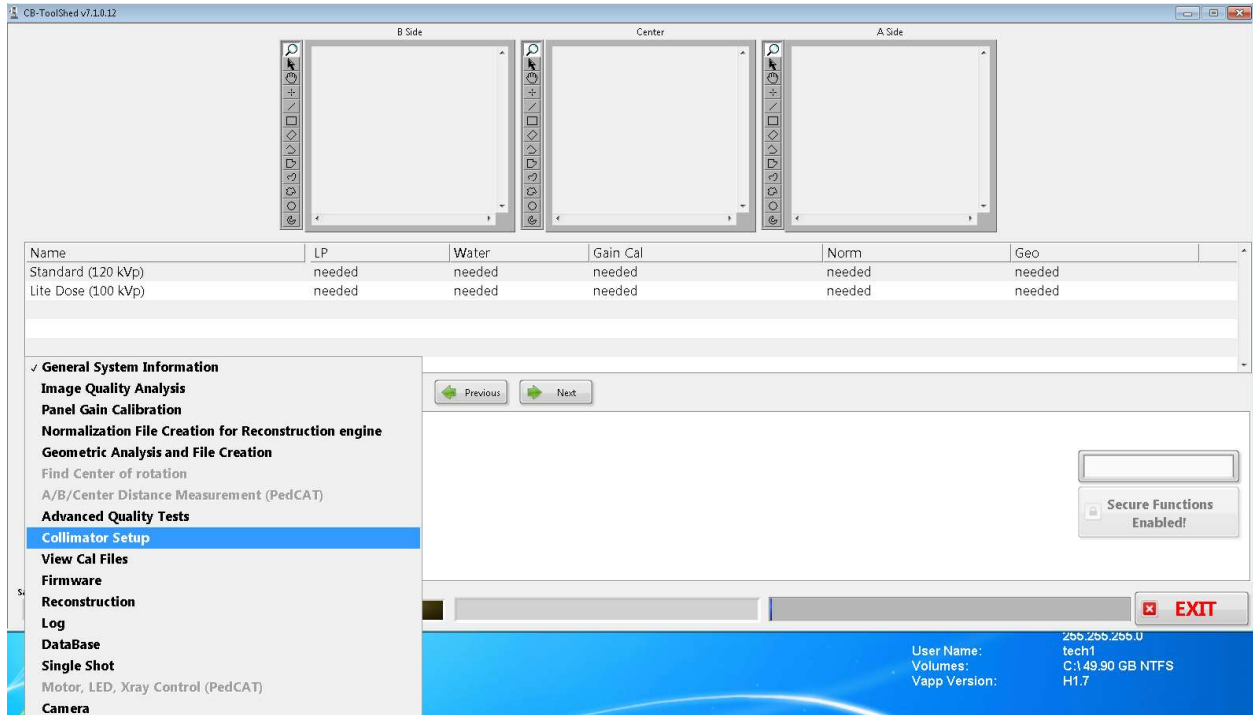 CB-ToolShed v7.1.0.12
B Side Center A Side
Name LP Water Gain Cal Norm Geo
Standard (120 kVp) needed needed needed needed needed
Lite Dose (100 kVp) needed needed needed needed needed
✓ General System Information
Image Quality Analysis
Panel Gain Calibration
Normalization File Creation for Reconstruction engine
Geometric Analysis and File Creation
Find Center of rotation
A/B/Center Distance Measurement (PedCAT)
Advanced Quality Tests
Collimator Setup
View Cal Files
Firmware
Reconstruction
Log
DataBase
Single Shot
Motor, LED, Xray Control (PedCAT)
Camera
Previous Next
Secure Functions
Enabled!
EXIT
255.255.255.0
User Name: tech1
Volumes: C:\ 49.90 GB NTFS
Vapp Version: H1.7